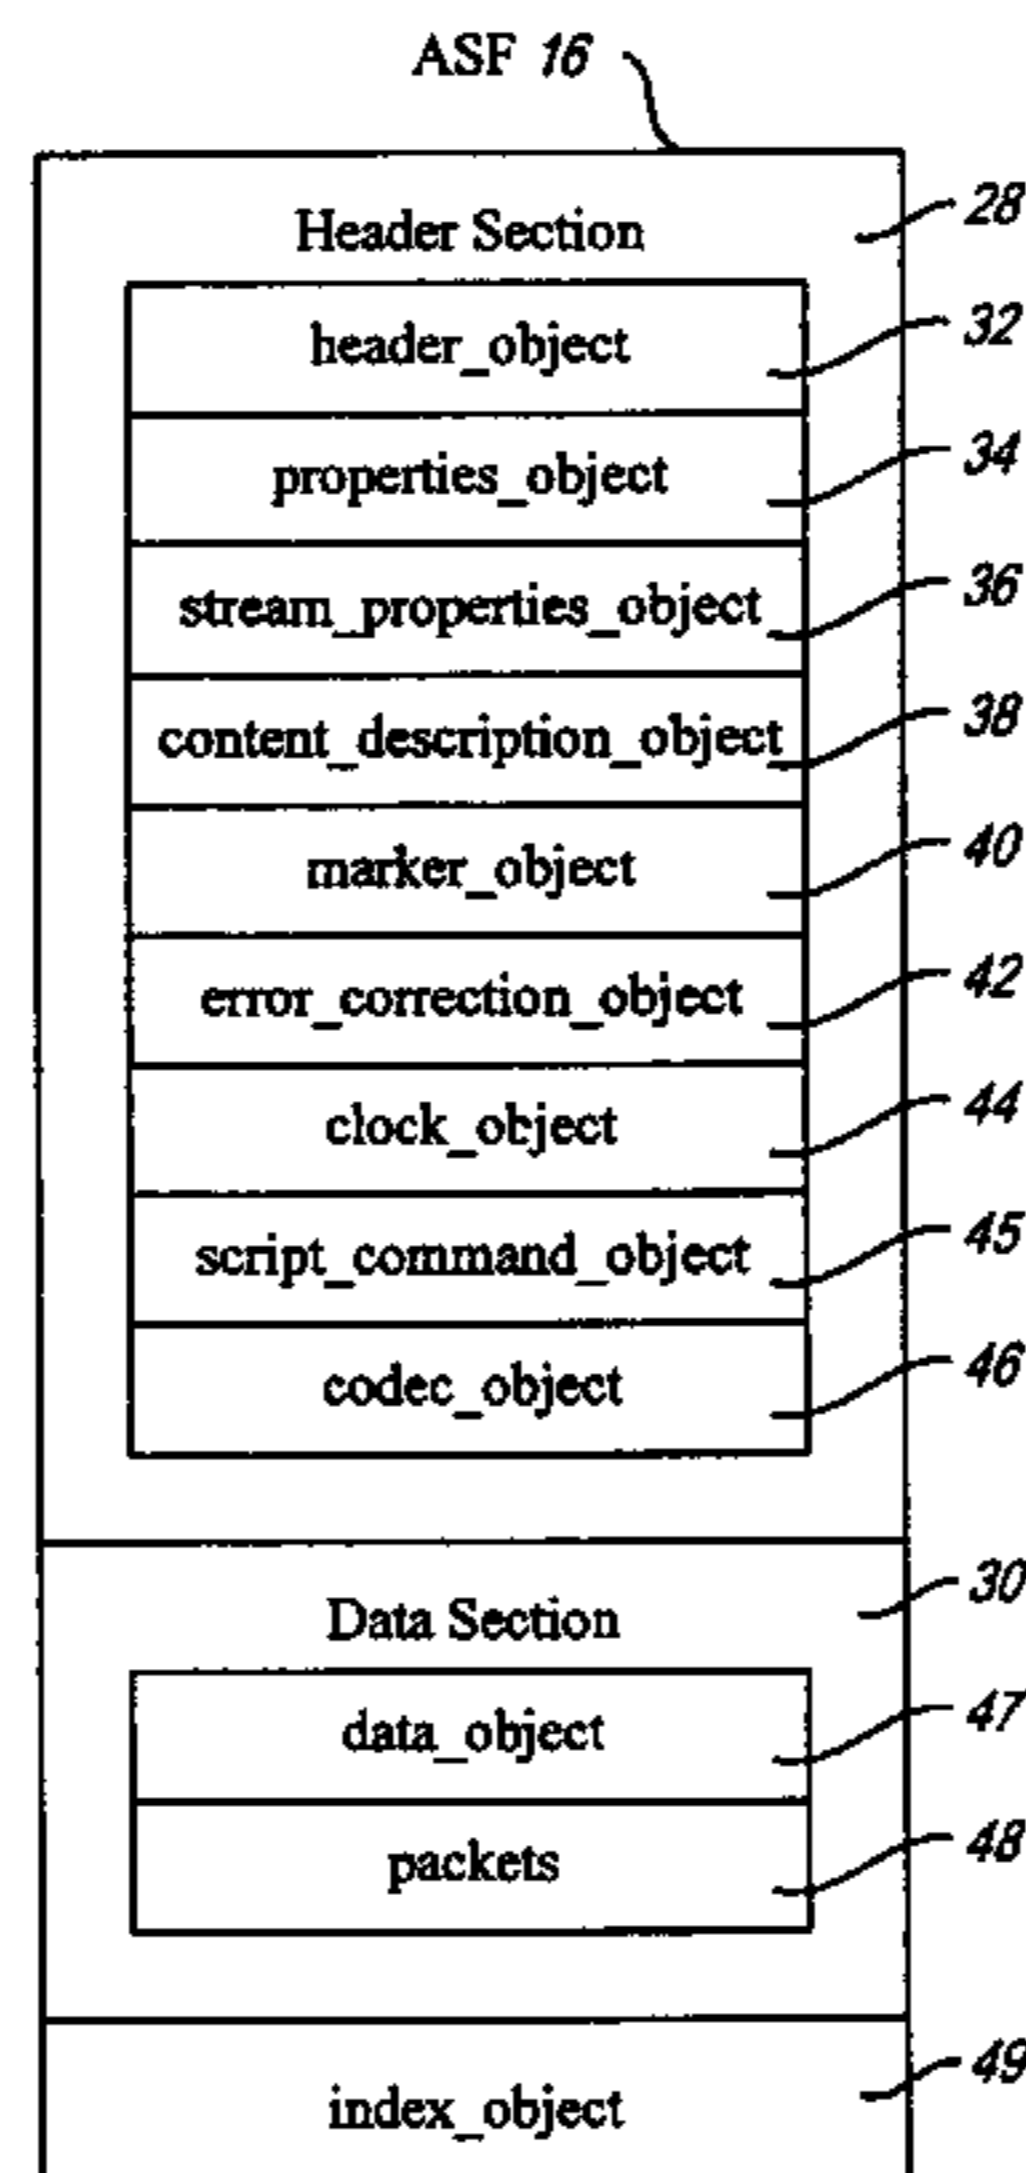 ASF 16
Header Section 28
header_object 32
properties_object 34
stream_properties_object 36
content_description_object 38
marker_object 40
error_correction_object 42
clock_object 44
script_command_object 45
codec_object 46
Data Section 30
data_object 47
packets 48
index_object 49